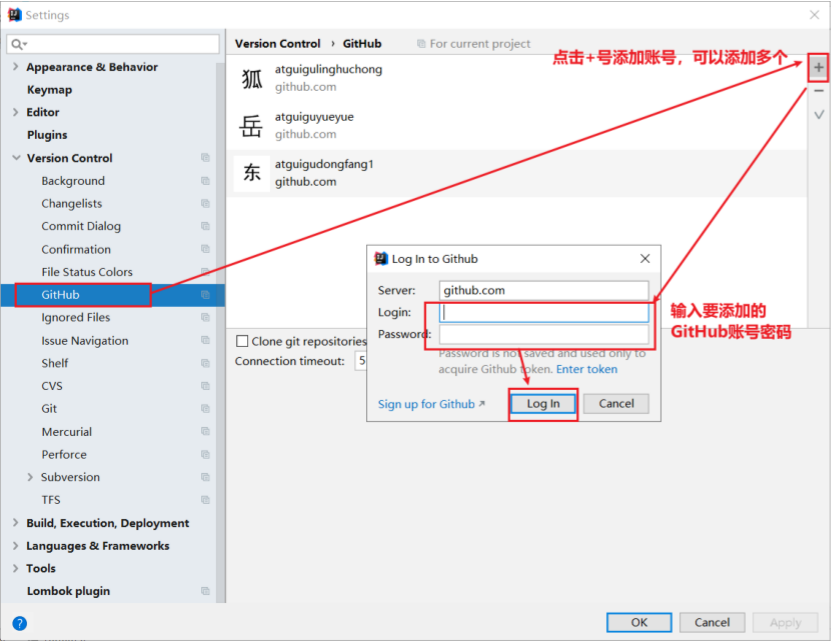 Settings
Version Control › GitHub
For current project
点击+号添加账号，可以添加多个
Appearance & Behavior
Keymap
Editor
Plugins
Version Control
Background
Changelists
Commit Dialog
Confirmation
File Status Colors
GitHub
Ignored Files
Issue Navigation
Shelf
CVS
Git
Mercurial
Perforce
Subversion
TFS
Build, Execution, Deployment
Languages & Frameworks
Tools
Lombok plugin
狐
atguigulinghuchong
github.com
岳
atguiguyueyue
github.com
东
atguigudongfang1
github.com
Clone git repositories
Connection timeout: 5
Log In to Github
Server: github.com
Login:
Password:
Password is not saved and used only to
acquire Github token. Enter token
Sign up for Github ↗
Log In
Cancel
输入要添加的
GitHub账号密码
?
OK
Cancel
Apply